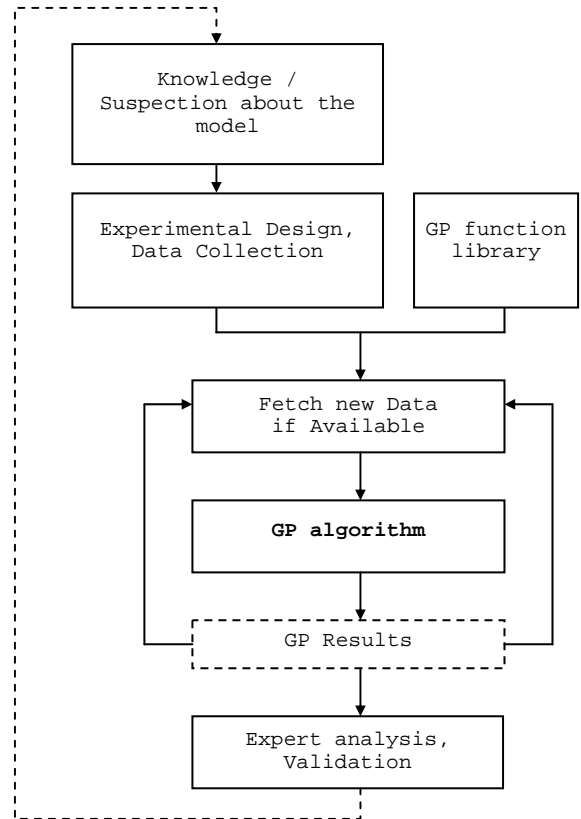 Knowledge /
Suspection about the
model
Experimental Design,
Data Collection
GP function
library
Fetch new Data
if Available
GP algorithm
GP Results
Expert analysis,
Validation